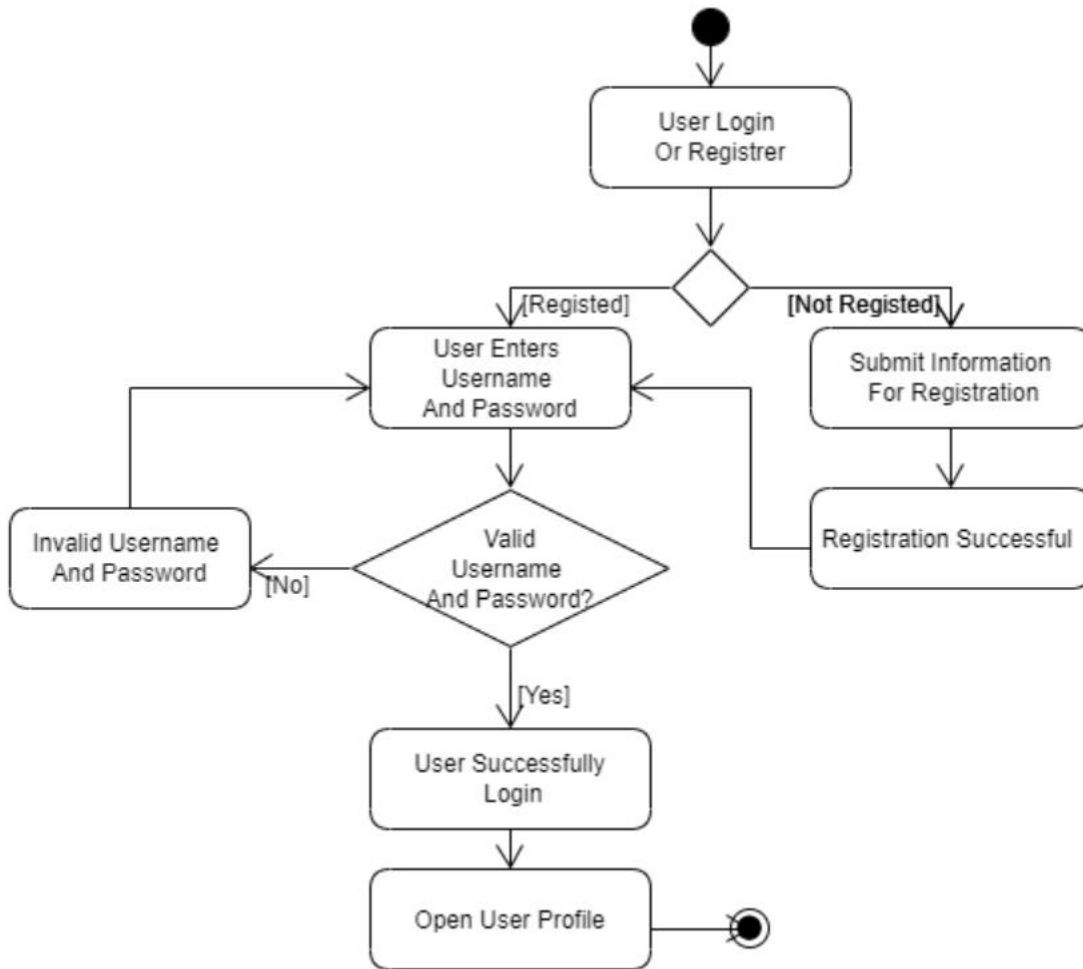 User Login
Or Registrer
[Registed]
[Not Registed]
User Enters
Username
And Password
Submit Information
For Registration
Invalid Username
And Password
[No]
Valid
Username
And Password?
Registration Successful
[Yes]
User Successfully
Login
Open User Profile